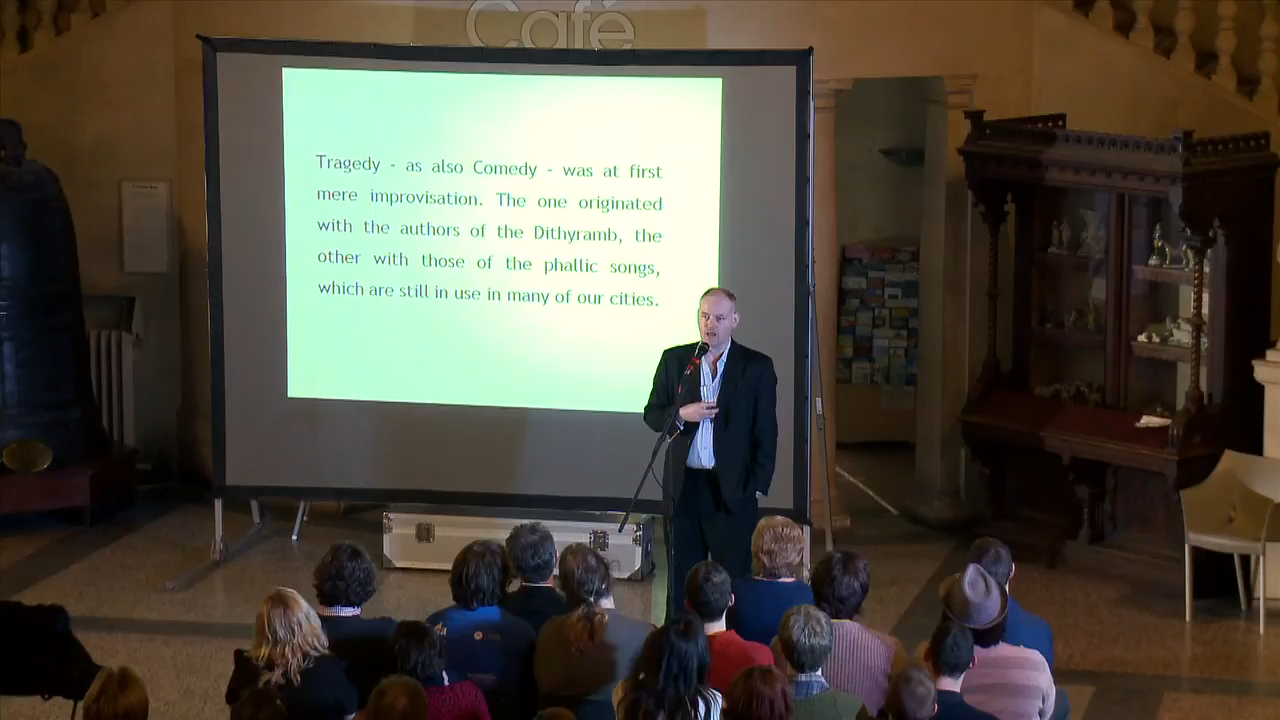 Café
Tragedy - as also Comedy - was at first
mere improvisation. The one originated
with the authors of the Dithyramb, the
other with those of the phallic songs,
which are still in use in many of our cities.